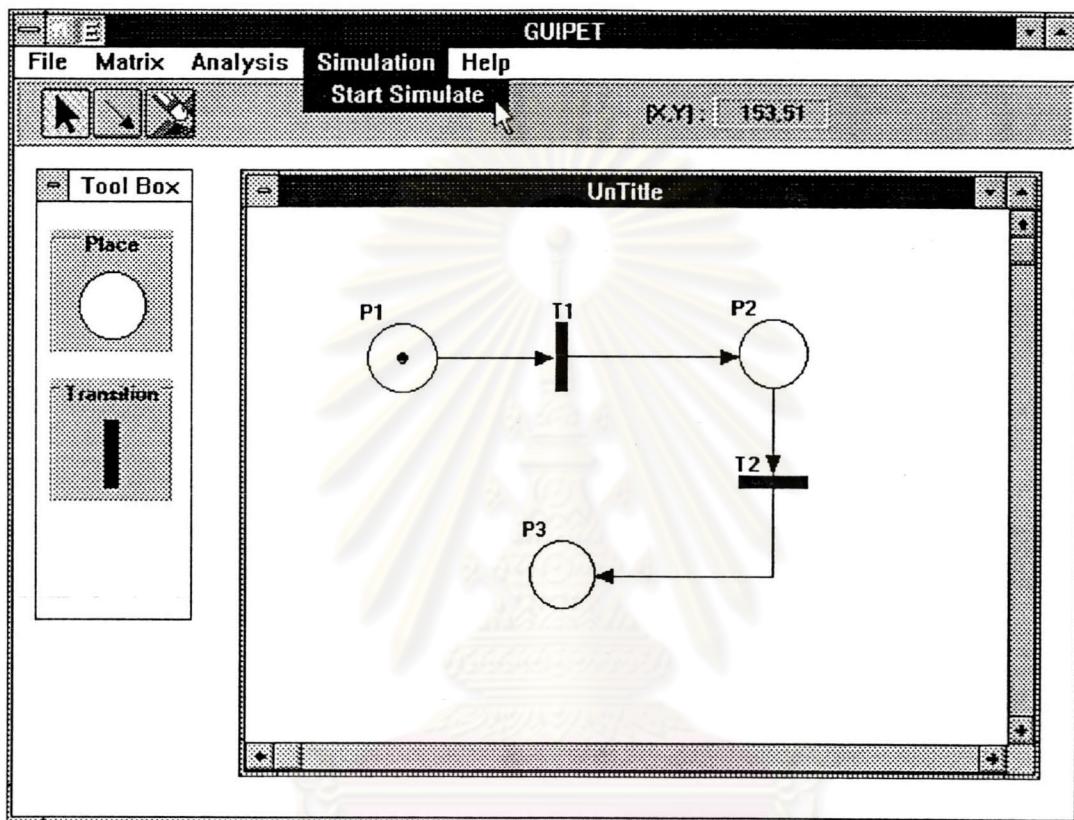 GUIPET
File Matrix Analysis Simulation Help
Start Simulate
[X,Y] : 153,51
Tool Box
Place
Transition
UnTitle
P1
T1
P2
T2
P3